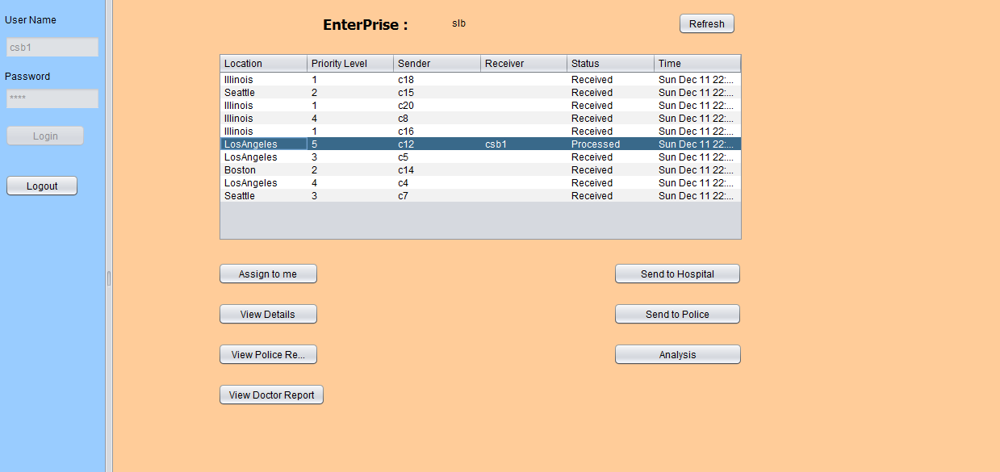 User Name
csb1
Password
****
Login
Logout
EnterPrise : slb
Refresh
Location Priority Level Sender Receiver Status Time
Illinois 1 c18 Received Sun Dec 11 22:...
Seattle 2 c15 Received Sun Dec 11 22:...
Illinois 1 c20 Received Sun Dec 11 22:...
Illinois 4 c8 Received Sun Dec 11 22:...
Illinois 1 c16 Received Sun Dec 11 22:...
LosAngeles 5 c12 csb1 Processed Sun Dec 11 22:...
LosAngeles 3 c5 Received Sun Dec 11 22:...
Boston 2 c14 Received Sun Dec 11 22:...
LosAngeles 4 c4 Received Sun Dec 11 22:...
Seattle 3 c7 Received Sun Dec 11 22:...
Assign to me
Send to Hospital
View Details
Send to Police
View Police Re...
Analysis
View Doctor Report